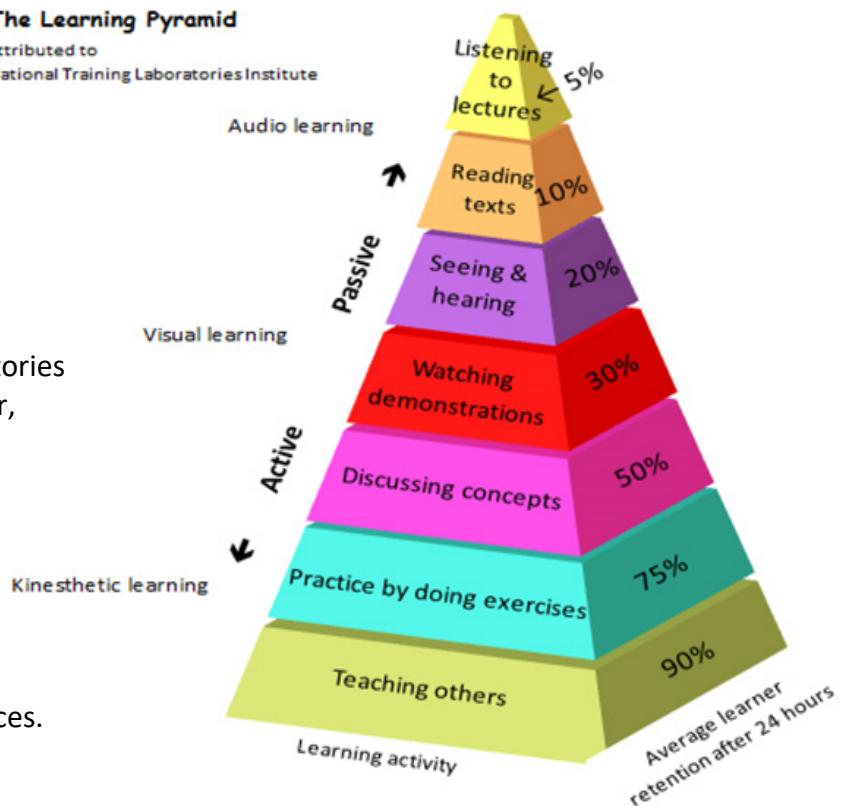 The Learning Pyramid
ttributed to
ational Training Laboratories Institute
Listening
to
lectures
5%
Audio learning
Reading
texts
10%
Passive
Seeing &
hearing
20%
Visual learning
tories
r,
Watching
demonstrations
30%
Active
Discussing concepts
50%
Kinesthetic learning
Practice by doing exercises
75%
Teaching others
90%
ces.
Learning activity
Average learner
retention after 24 hours